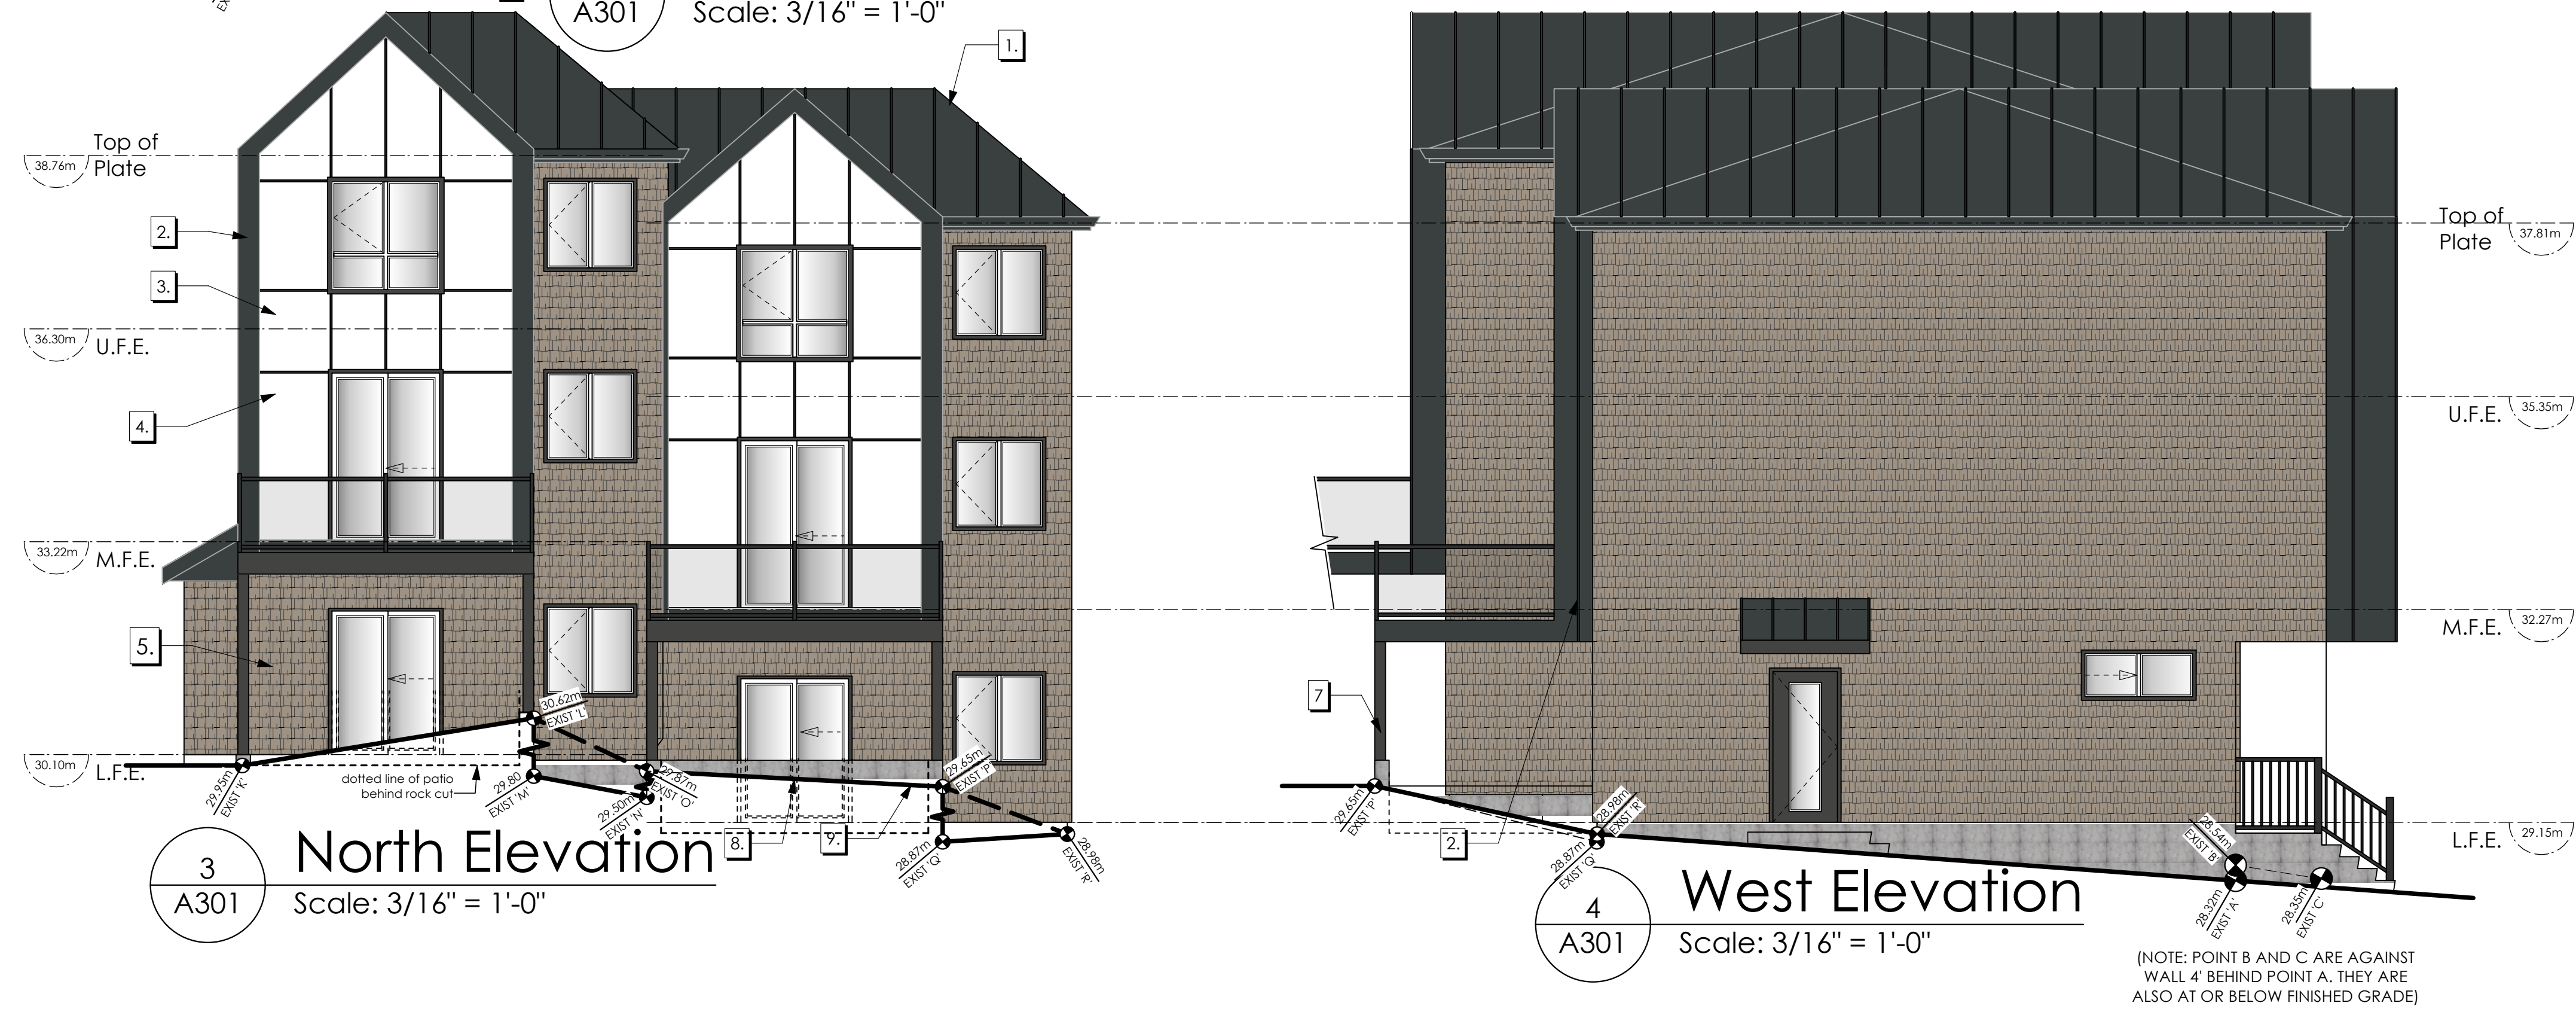 A301
Scale: 3/16" = 1'-0"
1.
Top of
Plate
38.76m
2.
3.
36.30m
U.F.E.
4.
33.22m
M.F.E.
5.
30.10m
L.F.E.
29.95m
EXIST 'K'
30.62m
EXIST 'L'
dotted line of patio
behind rock cut
29.80
EXIST 'M'
29.50m
EXIST 'N'
29.87m
EXIST 'O'
29.65m
EXIST 'P'
8.
9.
28.87m
EXIST 'Q'
28.98m
EXIST 'R'
3
A301
North Elevation
Scale: 3/16" = 1'-0"
Top of
Plate
37.81m
U.F.E.
35.35m
M.F.E.
32.27m
7
L.F.E.
29.15m
29.65m
EXIST 'P'
2.
28.98m
EXIST 'R'
28.87m
EXIST 'Q'
28.54m
EXIST 'B'
28.32m
EXIST 'A'
28.35m
EXIST 'C'
4
A301
West Elevation
Scale: 3/16" = 1'-0"
(NOTE: POINT B AND C ARE AGAINST
WALL 4' BEHIND POINT A. THEY ARE
ALSO AT OR BELOW FINISHED GRADE)